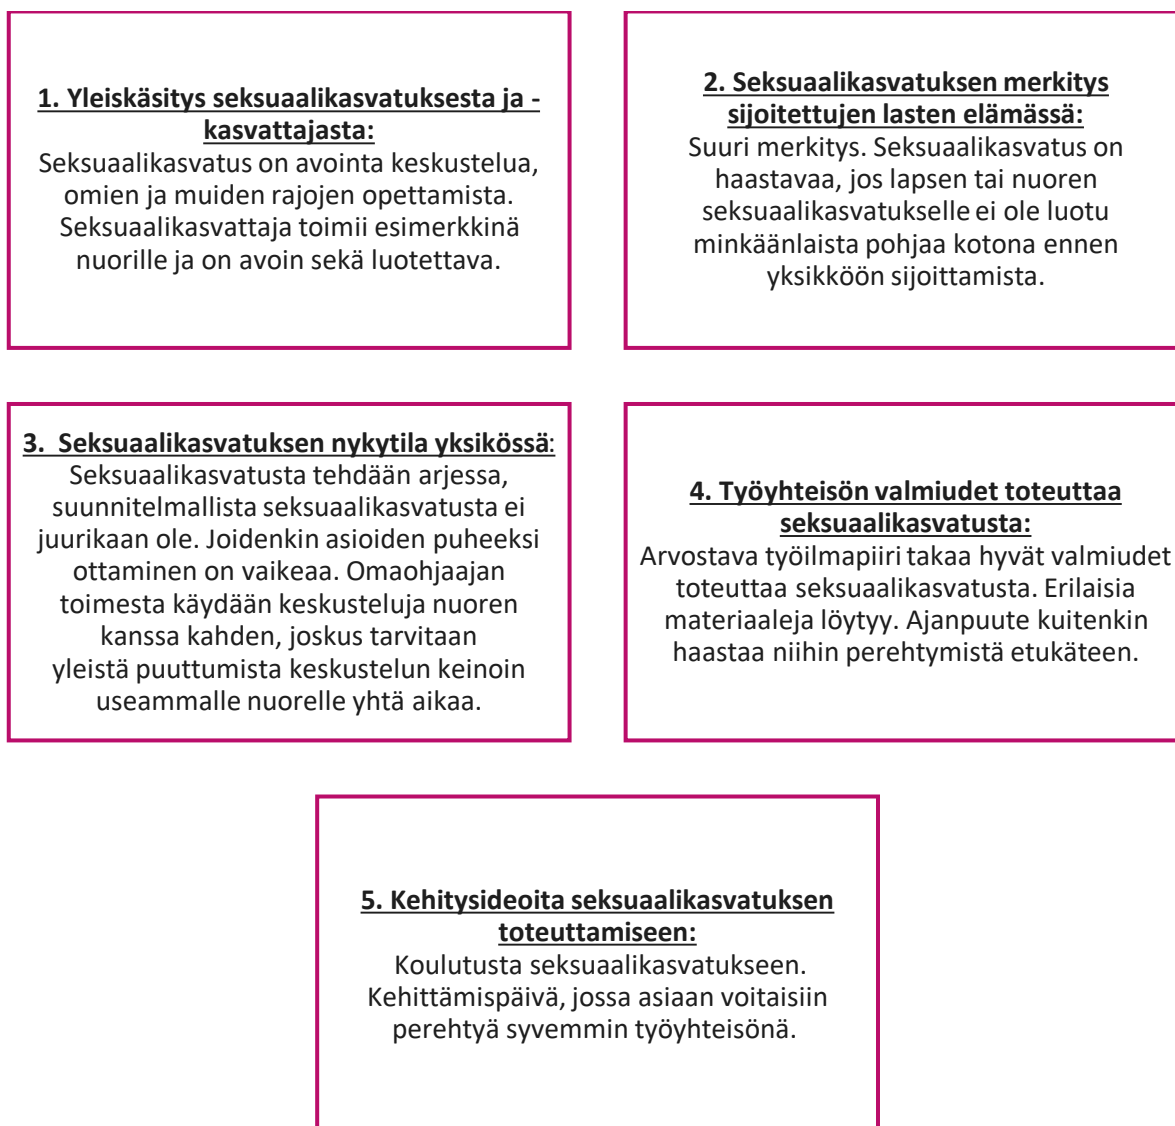 1. Yleiskäsitys seksuaalikasvatuksesta ja -
kasvattajasta:
Seksuaalikasvatus on avointa keskustelua,
omien ja muiden rajojen opettamista.
Seksuaalikasvattaja toimii esimerkkinä
nuorille ja on avoin sekä luotettava.
2. Seksuaalikasvatuksen merkitys
sijoitettujen lasten elämässä:
Suuri merkitys. Seksuaalikasvatus on
haastavaa, jos lapsen tai nuoren
seksuaalikasvatukselle ei ole luotu
minkäänlaista pohjaa kotona ennen
yksikköön sijoittamista.
3. Seksuaalikasvatuksen nykytila yksikössä:
Seksuaalikasvatusta tehdään arjessa,
suunnitelmallista seksuaalikasvatusta ei
juurikaan ole. Joidenkin asioiden puheeksi
ottaminen on vaikeaa. Omaohjaajan
toimesta käydään keskusteluja nuoren
kanssa kahden, joskus tarvitaan
yleistä puuttumista keskustelun keinoin
useammalle nuorelle yhtä aikaa.
4. Työyhteisön valmiudet toteuttaa
seksuaalikasvatusta:
Arvostava työilmapiiri takaa hyvät valmiudet
toteuttaa seksuaalikasvatusta. Erilaisia
materiaaleja löytyy. Ajanpuute kuitenkin
haastaa niihin perehtymistä etukäteen.
5. Kehitysideoita seksuaalikasvatuksen
toteuttamiseen:
Koulutusta seksuaalikasvatukseen.
Kehittämispäivä, jossa asiaan voitaisiin
perehtyä syvemmin työyhteisönä.